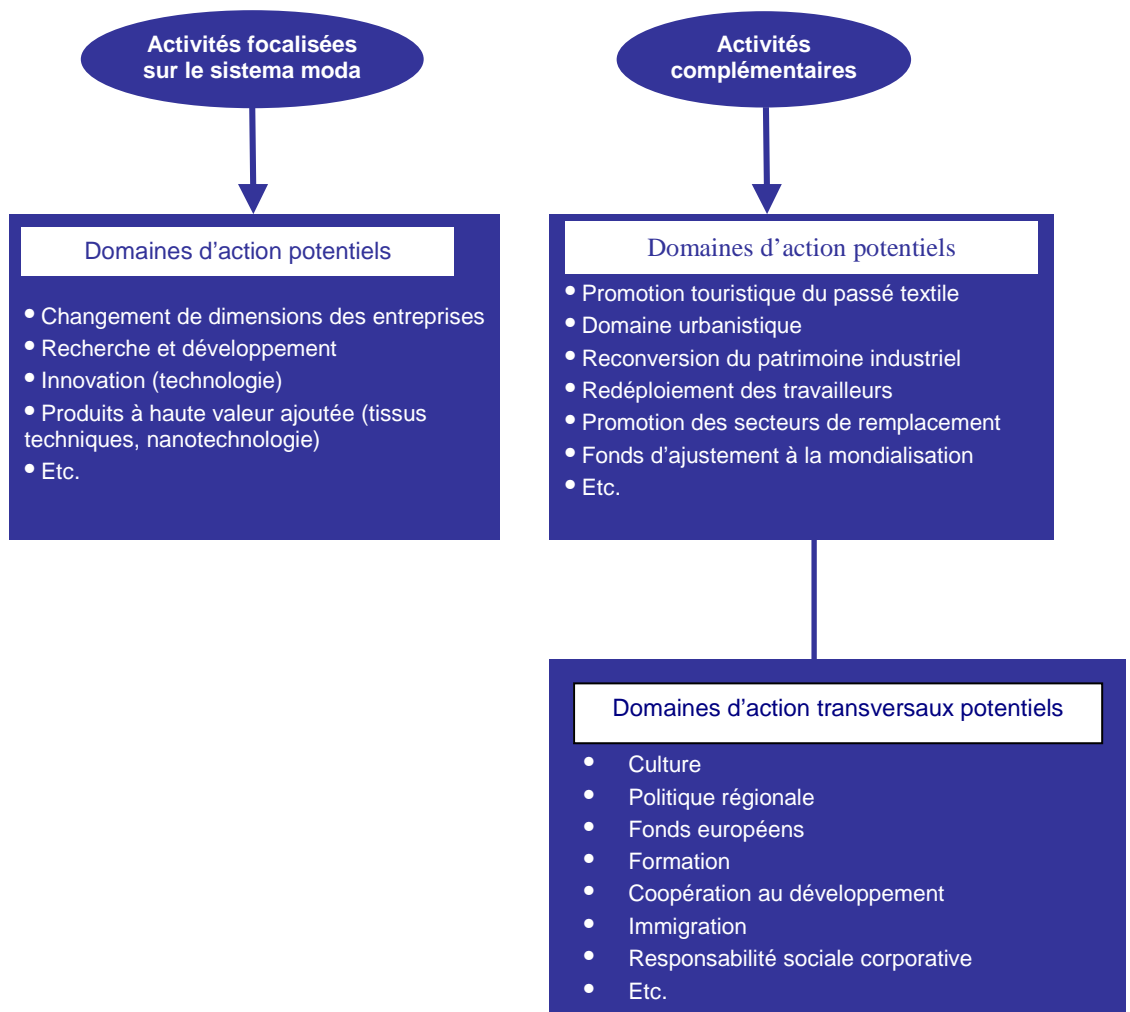 Activités focalisées
sur le sistema moda
Domaines d’action potentiels
• Changement de dimensions des entreprises
• Recherche et développement
• Innovation (technologie)
• Produits à haute valeur ajoutée (tissus
techniques, nanotechnologie)
• Etc.
Activités
complémentaires
Domaines d’action potentiels
• Promotion touristique du passé textile
• Domaine urbanistique
• Reconversion du patrimoine industriel
• Redéploiement des travailleurs
• Promotion des secteurs de remplacement
• Fonds d’ajustement à la mondialisation
• Etc.
Domaines d’action transversaux potentiels
• Culture
• Politique régionale
• Fonds européens
• Formation
• Coopération au développement
• Immigration
• Responsabilité sociale corporative
• Etc.